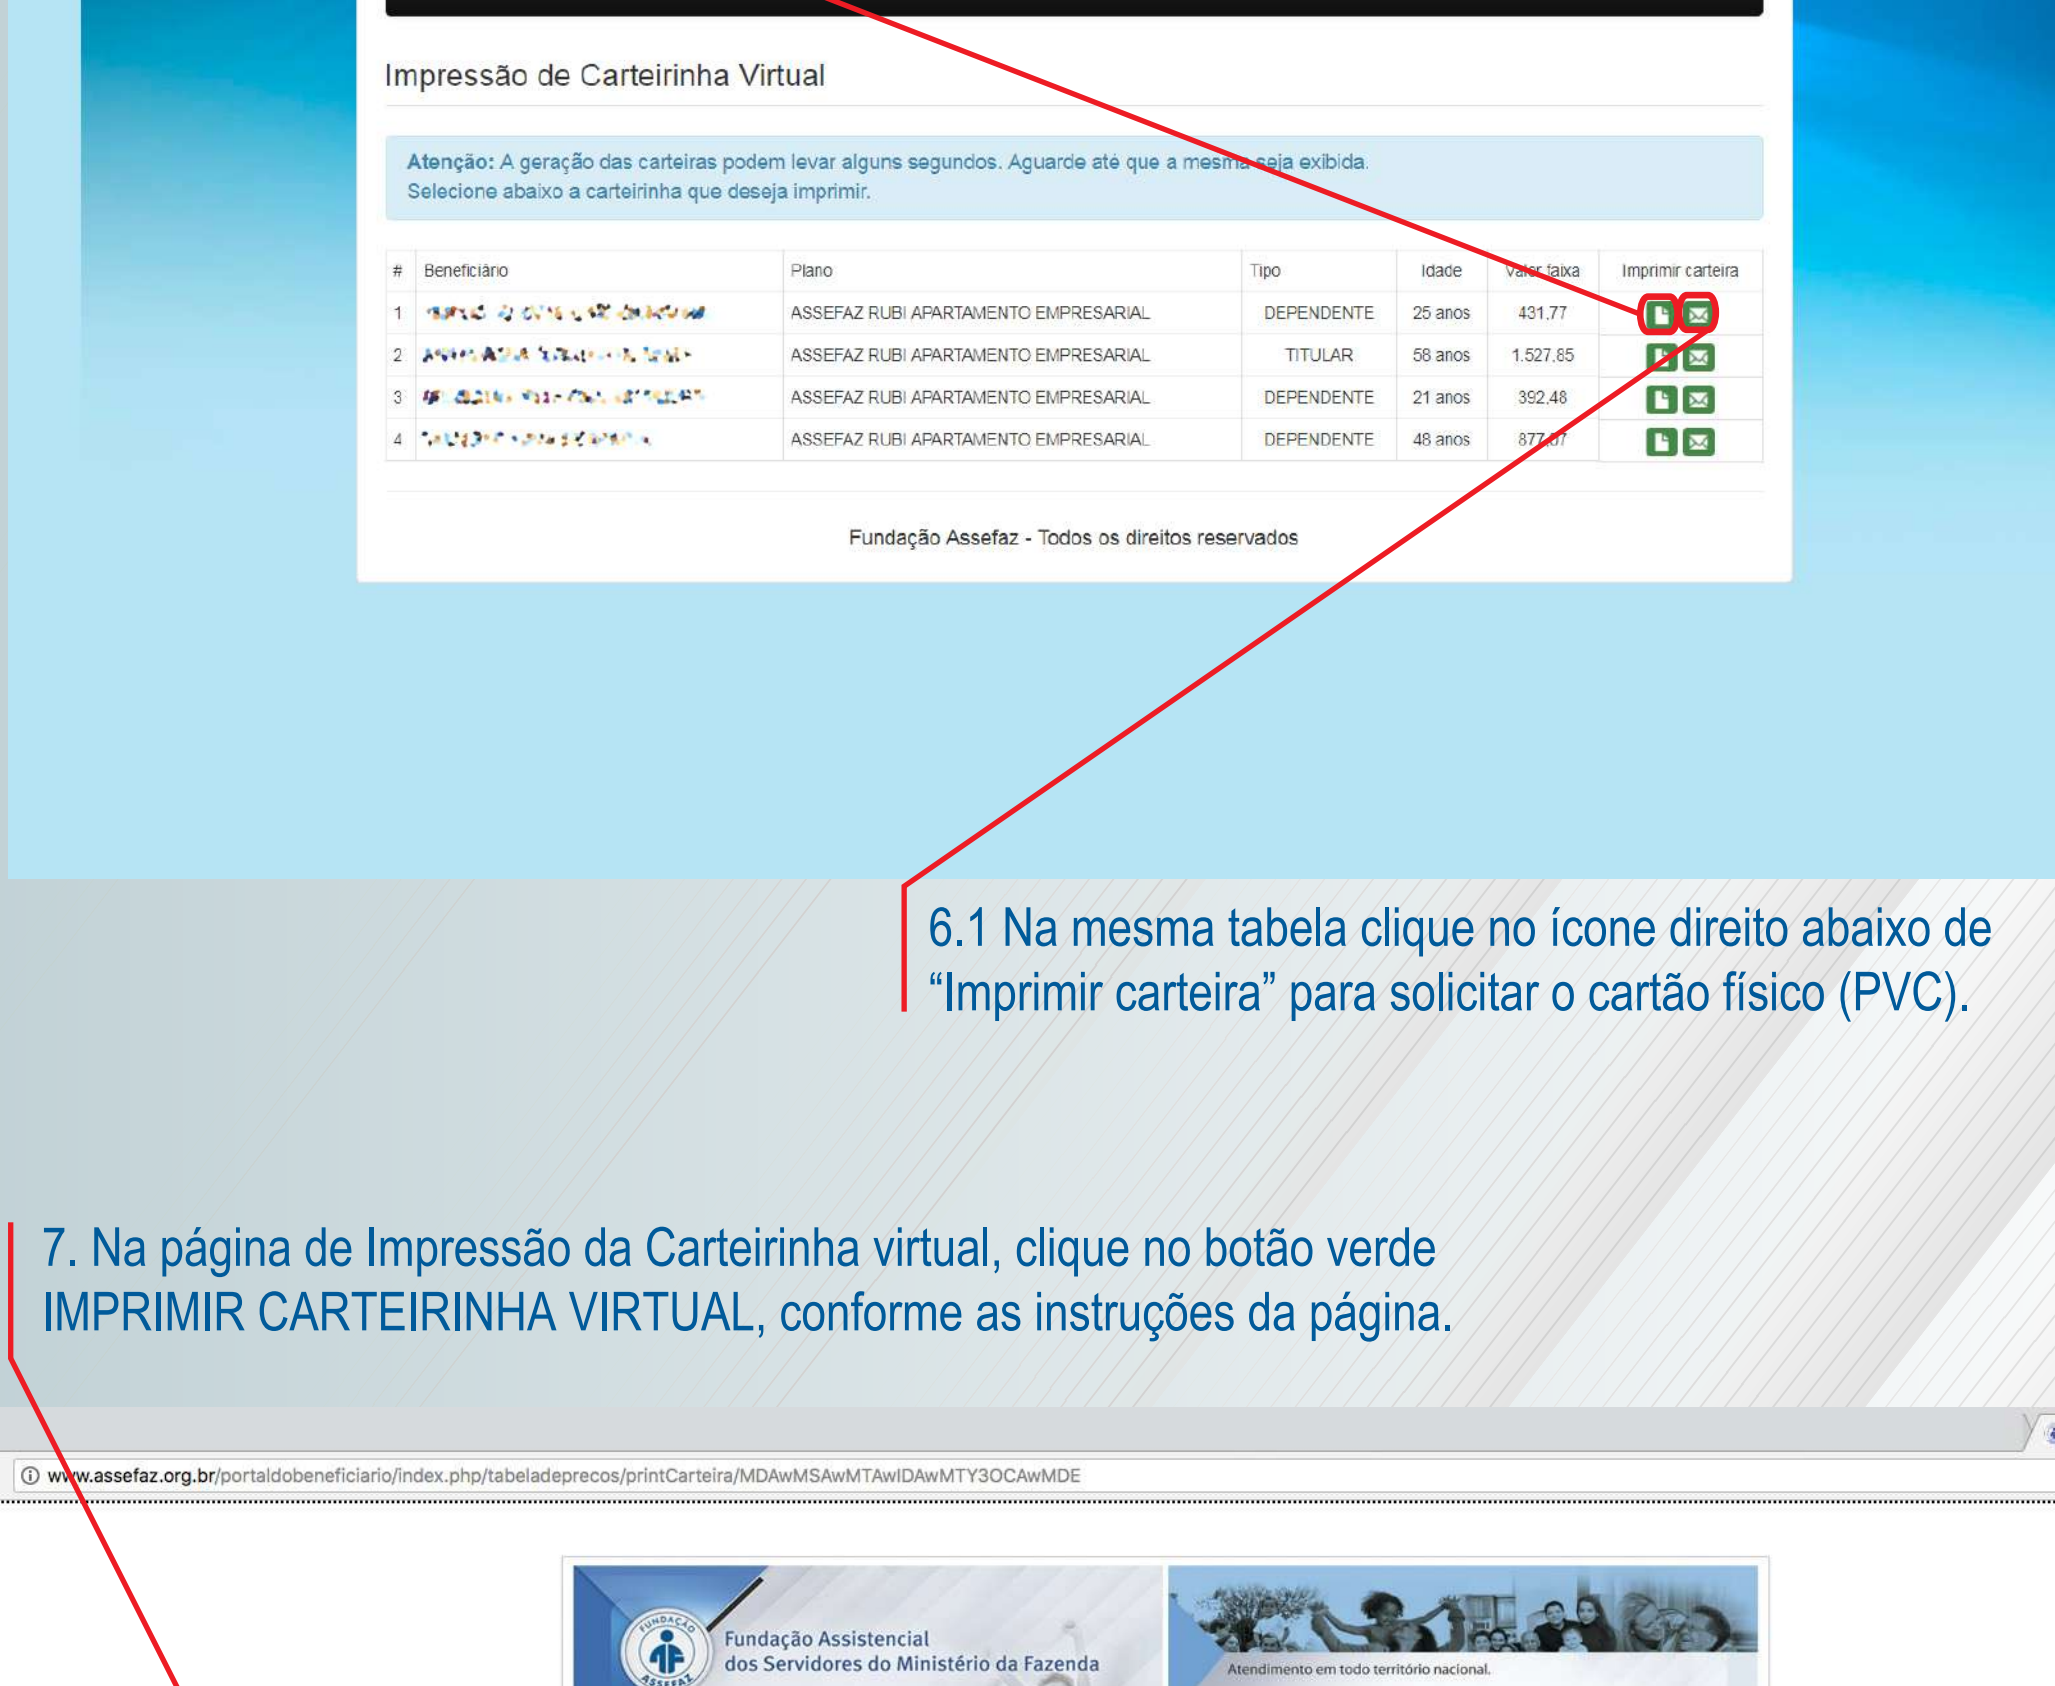 Impressão de Carteirinha Virtual
Atenção: A geração das carteiras podem levar alguns segundos. Aguarde até que a mesma seja exibida.
Selecione abaixo a carteirinha que deseja imprimir.
# Beneficiário Plano Tipo Idade Valor faixa Imprimir carteira
1 ASSEFAZ RUBI APARTAMENTO EMPRESARIAL DEPENDENTE 25 anos 431,77
2 ASSEFAZ RUBI APARTAMENTO EMPRESARIAL TITULAR 58 anos 1.527,85
3 ASSEFAZ RUBI APARTAMENTO EMPRESARIAL DEPENDENTE 21 anos 392,48
4 ASSEFAZ RUBI APARTAMENTO EMPRESARIAL DEPENDENTE 48 anos
Fundação Assefaz - Todos os direitos reservados
6.1 Na mesma tabela clique no ícone direito abaixo de
“Imprimir carteira” para solicitar o cartão físico (PVC).
7. Na página de Impressão da Carteirinha virtual, clique no botão verde
IMPRIMIR CARTEIRINHA VIRTUAL, conforme as instruções da página.
www.assefaz.org.br/portaldobeneficiario/index.php/tabeladeprecos/printCarteira/MDAwMSAwMTAwIDAwMTY3OCAwMDE
FUNDAÇÃO
ASSEFAZ
Fundação Assistencial
dos Servidores do Ministério da Fazenda
Atendimento em todo território nacional.